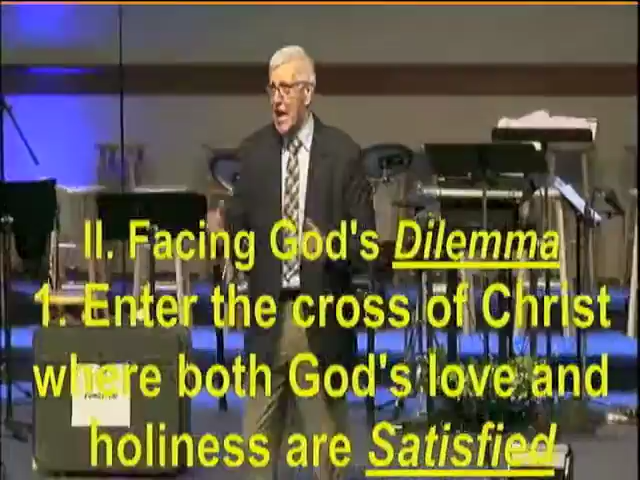 II. Facing God's Dilemma
1. Enter the cross of Christ
where both God's love and
holiness are Satisfied